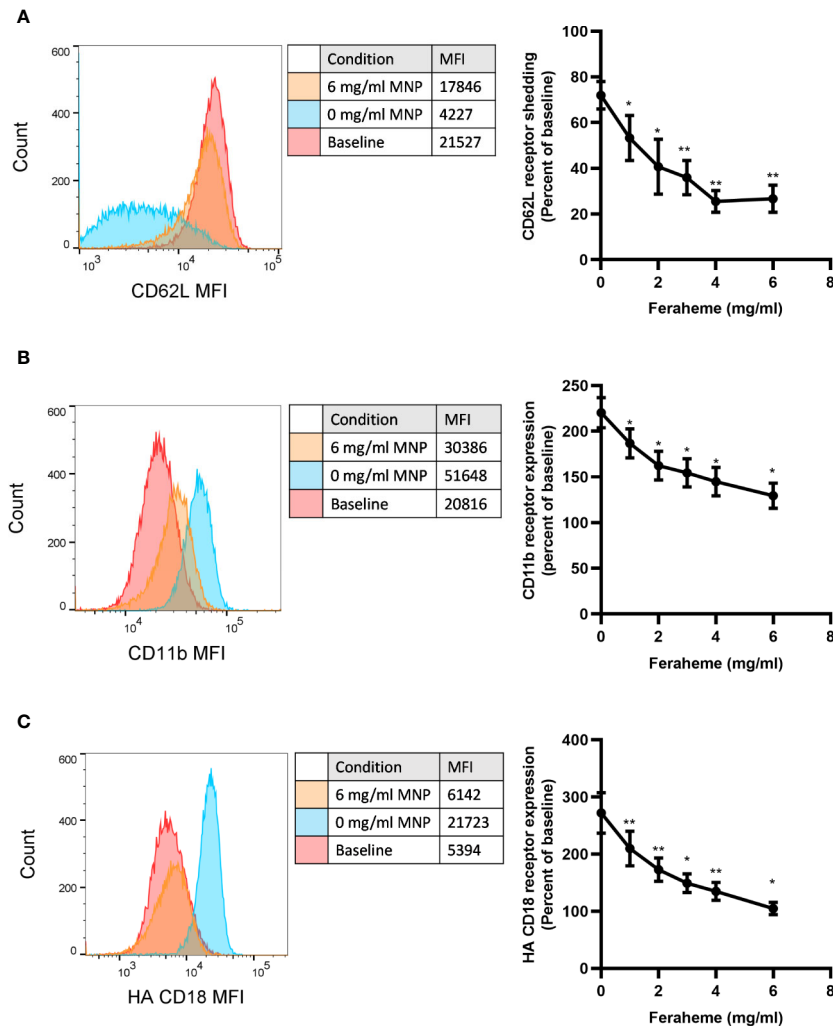 A
600
400
200
0
Count
10³ 10⁴ 10⁵
CD62L MFI
Condition MFI
6 mg/ml MNP 17846
0 mg/ml MNP 4227
Baseline 21527
100
80
60
40
20
0
CD62L receptor shedding
(Percent of baseline)
* * ** ** **
0 2 4 6 8
Feraheme (mg/ml)
B
600
400
200
0
Count
10⁴ 10⁵
CD11b MFI
Condition MFI
6 mg/ml MNP 30386
0 mg/ml MNP 51648
Baseline 20816
250
200
150
100
50
0
CD11b receptor expression
(percent of baseline)
* * * * *
0 2 4 6 8
Feraheme (mg/ml)
C
600
400
200
0
Count
10³ 10⁴ 10⁵
HA CD18 MFI
Condition MFI
6 mg/ml MNP 6142
0 mg/ml MNP 21723
Baseline 5394
400
300
200
100
0
HA CD18 receptor expression
(Percent of baseline)
** ** * ** *
0 2 4 6 8
Feraheme (mg/ml)